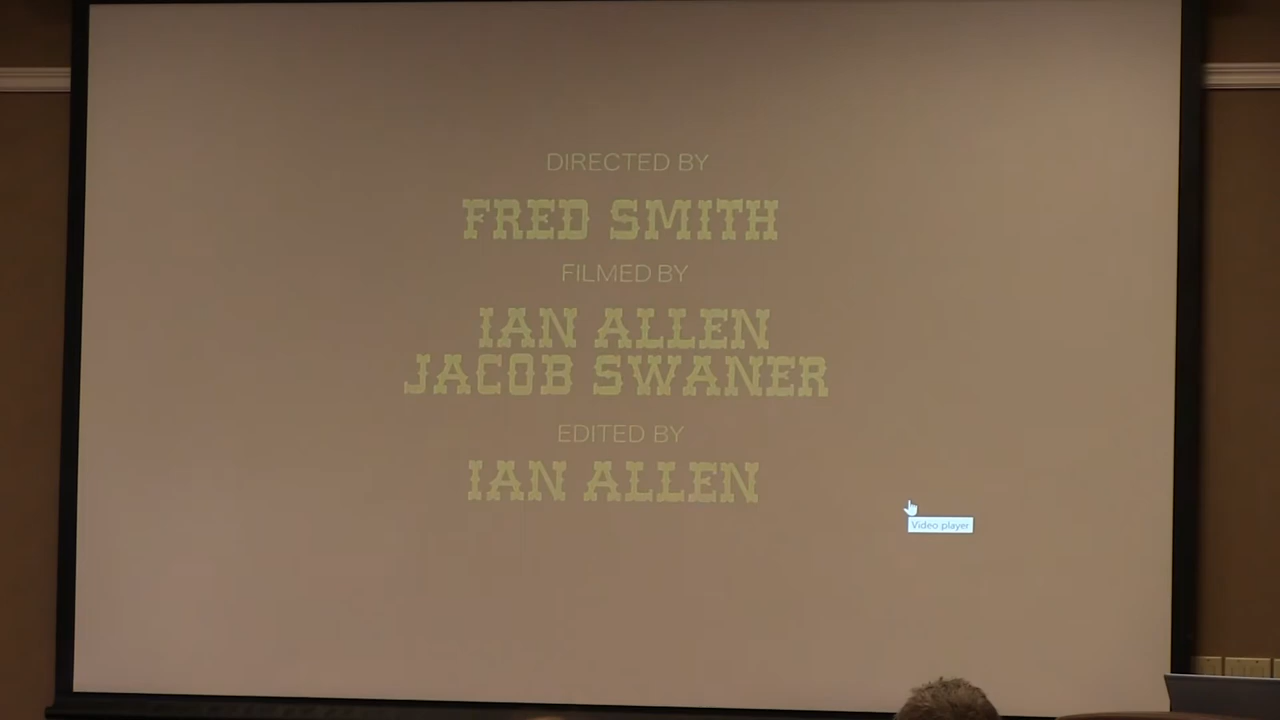 DIRECTED BY
FRED SMITH
FILMED BY
IAN ALLEN
JACOB SWANER
EDITED BY
IAN ALLEN
Video player